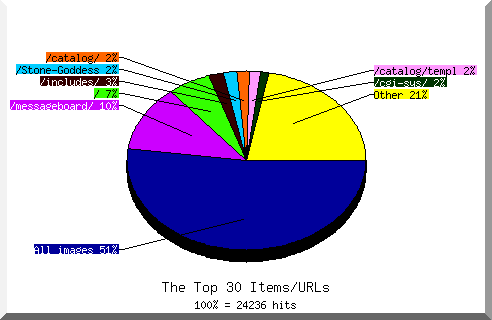 /catalog/ 2%
/Stone-Goddess 2%
/includes/ 3%
/ 7%
/messageboard/ 10%
/catalog/templ 2%
/cgi-sys/ 2%
Other 21%
All images 51%
The Top 30 Items/URLs
100% = 24236 hits